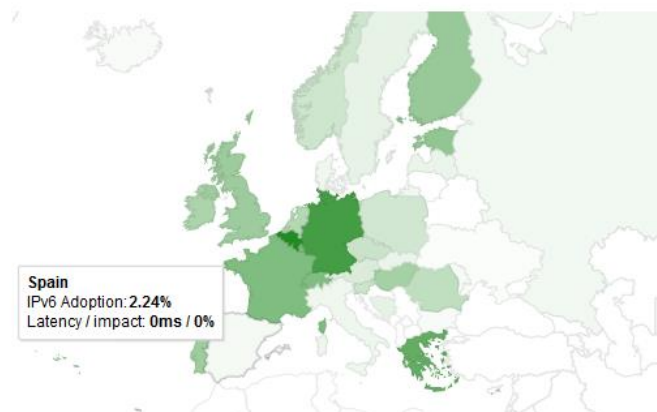 Spain
IPv6 Adoption: 2.24%
Latency / impact: 0ms / 0%